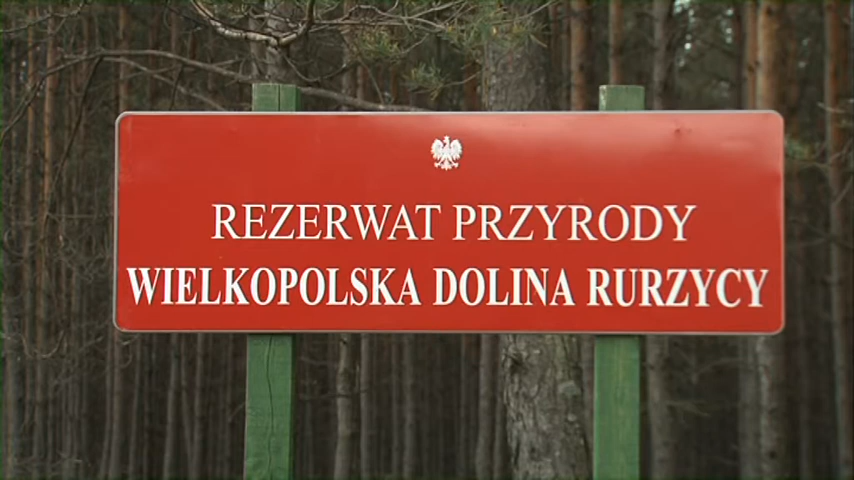 REZERWAT PRZYRODY
WIELKOPOLSKA DOLINA RURZYCY